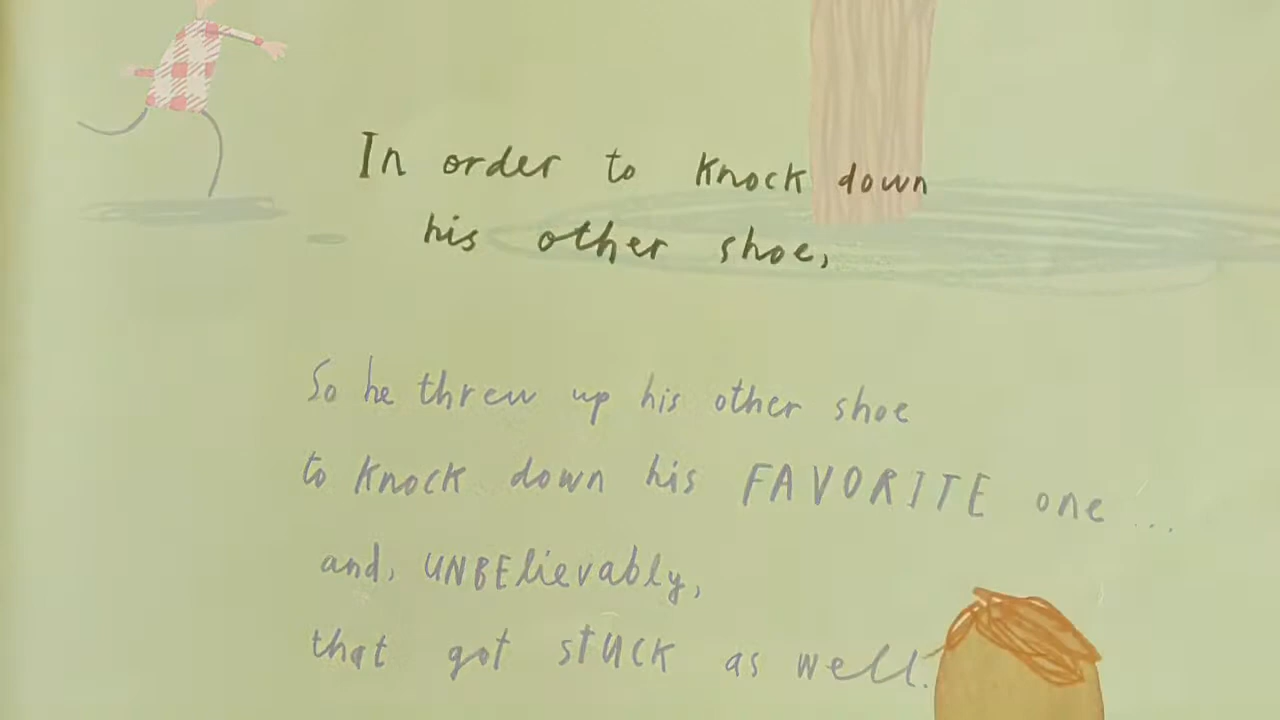 In order to knock down
his other shoe,
So he threw up his other shoe
to knock down his FAVORITE one...
and, UNBElievably,
that got stuCK as well.